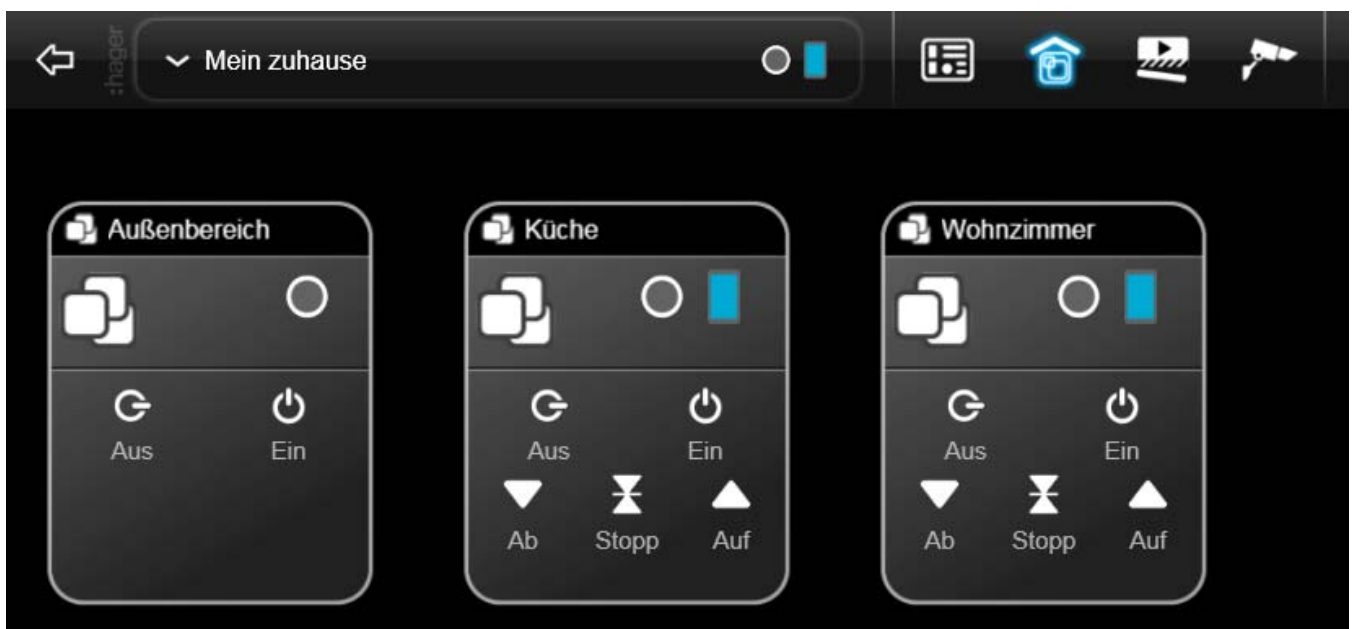 :hager
Mein zuhause
Außenbereich
Küche
Wohnzimmer
Aus Ein
Aus Ein
Aus Ein
Ab Stopp Auf
Ab Stopp Auf